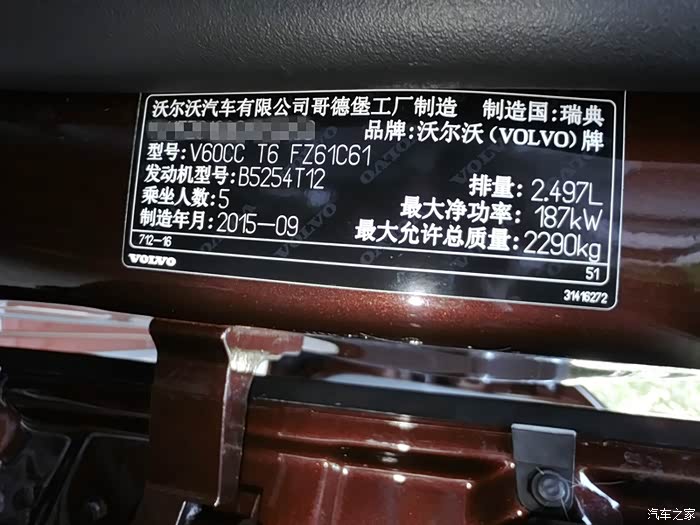 沃尔沃汽车有限公司哥德堡工厂制造 制造国:瑞典
品牌:沃尔沃(VOLVO)牌
型号:V60CC T6 FZ61C61
发动机型号:B5254T12
排量: 2.497L
乘坐人数:5
最大净功率: 187kW
制造年月:2015-09
最大允许总质量:2290kg
712-16
51
VOLVO
31416272
汽车之家